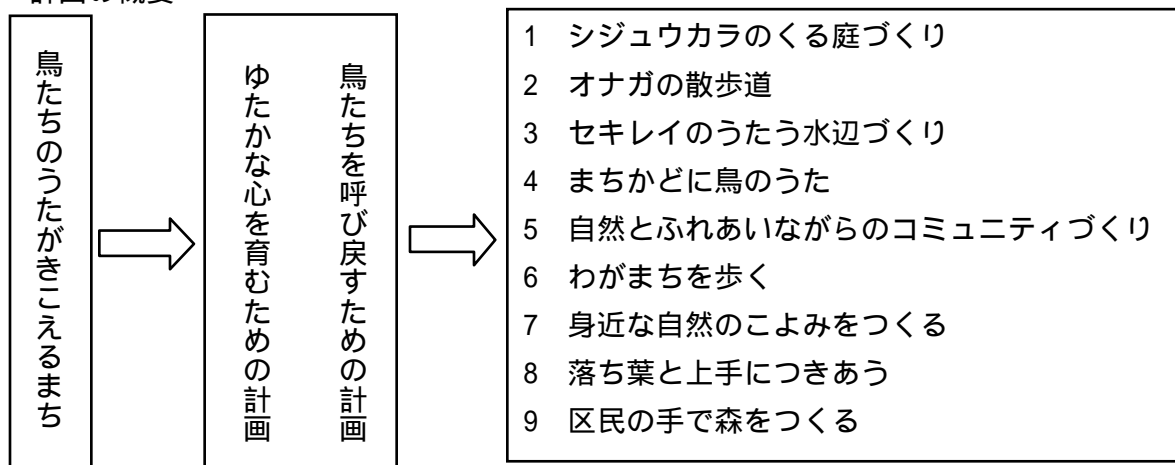 鳥たちのうたがきこえるまち
鳥たちを呼び戻すための計画
ゆたかな心を育むための計画
1 シジュウカラのくる庭づくり
2 オナガの散歩道
3 セキレイのうたう水辺づくり
4 まちかどに鳥のうた
5 自然とふれあいながらのコミュニティづくり
6 わがまちを歩く
7 身近な自然のこよみをつくる
8 落ち葉と上手につきあう
9 区民の手で森をつくる